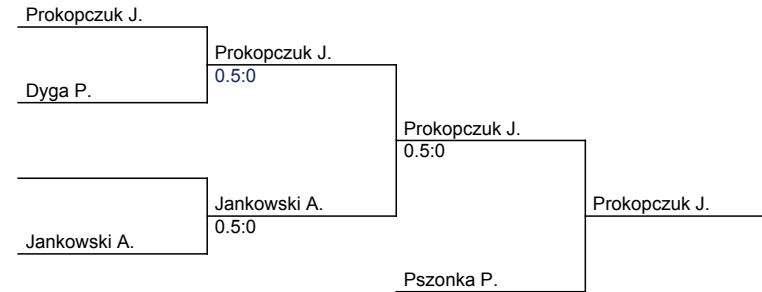 Prokopczuk J.
Prokopczuk J.
0.5:0
Dyga P.
Prokopczuk J.
0.5:0
Jankowski A.
0.5:0
Prokopczuk J.
Jankowski A.
Pszonka P.